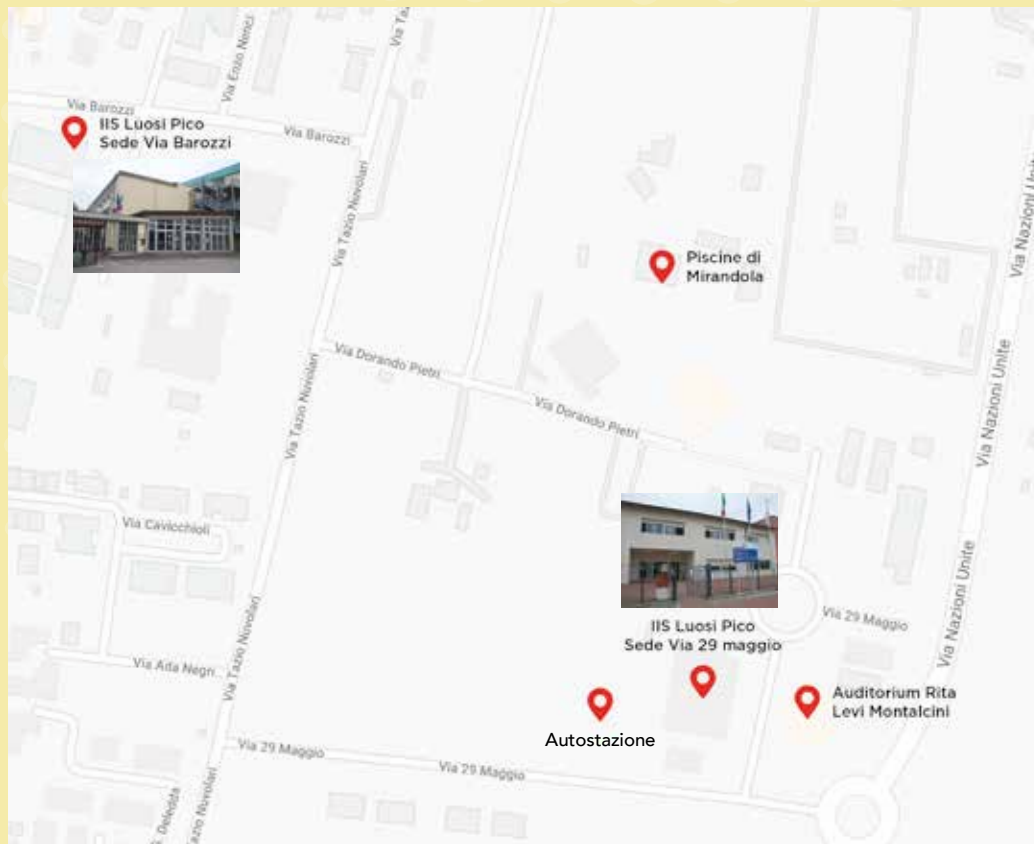 Via Barozzi
Via Enzo Nenci
Via Barozzi
IIS Luosi Pico
Sede Via Barozzi
Via Tazio Nuvolari
Via Nazioni Unite
Piscine di
Mirandola
Via Dorando Pietri
Via Dorando Pietri
Via Tazio Nuvolari
Via Nazioni Unite
Via Cavicchioli
IIS Luosi Pico
Sede Via 29 maggio
Via 29 Maggio
Via Nazioni Unite
Via Tazio Nuvolari
Via Ada Negri
Auditorium Rita
Levi Montalcini
Autostazione
Via 29 Maggio
Via 29 Maggio
Deledda
Tazio Nuvolari